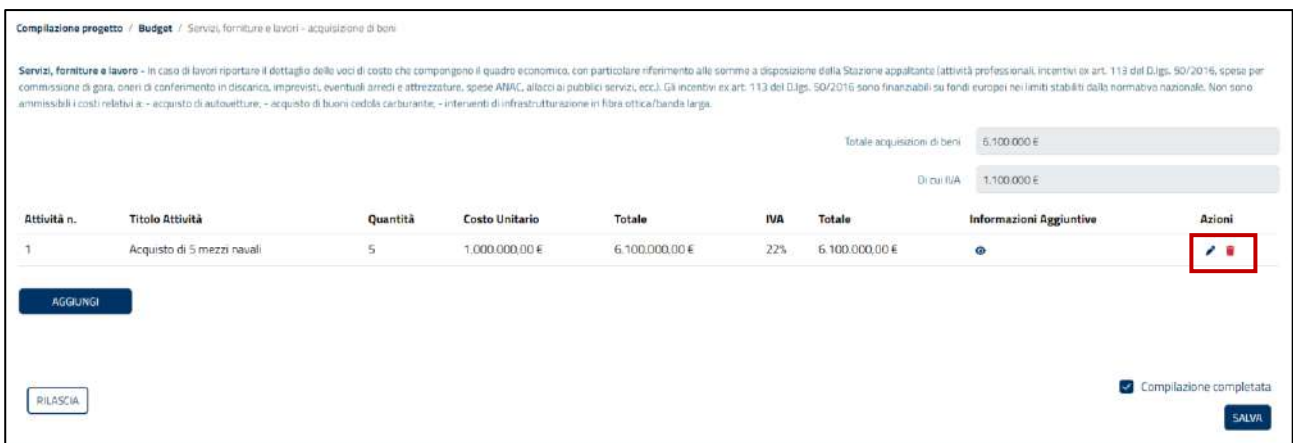 Compilazione progetto / Budget / Servizi, forniture e lavori - acquisizione di beni
Servizi, forniture e lavoro - In caso di lavori riportare il dettaglio delle voci di costo che compongono il quadro economico, con particolare riferimento alle somme a disposizione della Stazione appaltante (attività professionali, incentivi ex art. 113 del D.lgs. 50/2016, spese per
commissione di gara, oneri di conferimento in discarica, imprevisti, eventuali arredi e attrezzature, spese ANAC, allacci ai pubblici servizi, ecc.). Gli incentivi ex art. 113 del D.lgs. 50/2016 sono finanziabili su fondi europei nei limiti stabiliti dalla normativa nazionale. Non sono
ammissibili i costi relativi a: - acquisto di autovetture; - acquisto di buoni cedola carburante; - interventi di infrastrutturazione in fibra ottica/banda larga.
Totale acquisizioni di beni 6.100.000 €
Di cui IVA 1.100.000 €
Attività n. Titolo Attività Quantità Costo Unitario Totale IVA Totale Informazioni Aggiuntive Azioni
1 Acquisto di 5 mezzi navali 5 1.000.000,00 € 6.100.000,00 € 22% 6.100.000,00 €
AGGIUNGI
Compilazione completata
RILASCIA
SALVA